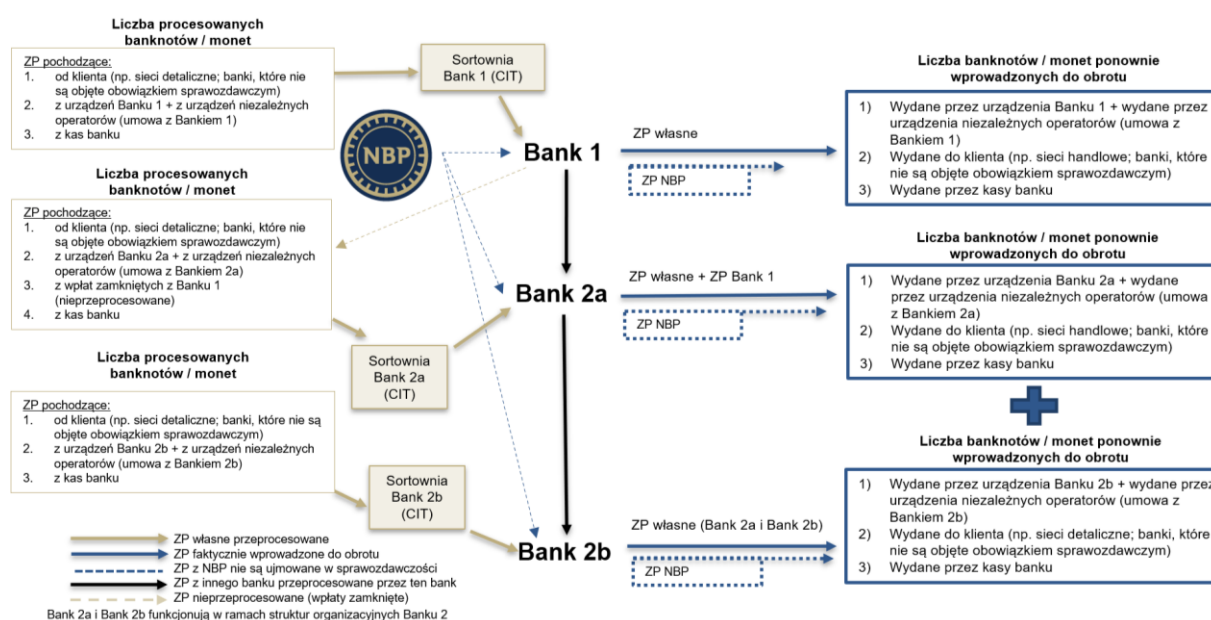 Liczba procesowanych
banknotów / monet
ZP pochodzące:
1. od klienta (np. sieci detaliczne; banki, które nie
są objęte obowiązkiem sprawozdawczym)
2. z urządzeń Banku 1 + z urządzeń niezależnych
operatorów (umowa z Bankiem 1)
3. z kas banku
Sortownia
Bank 1 (CIT)
NBP
Bank 1
ZP własne
ZP NBP
Liczba banknotów / monet ponownie
wprowadzonych do obrotu
1) Wydane przez urządzenia Banku 1 + wydane przez
urządzenia niezależnych operatorów (umowa z
Bankiem 1)
2) Wydane do klienta (np. sieci handlowe; banki, które
nie są objęte obowiązkiem sprawozdawczym)
3) Wydane przez kasy banku
Liczba procesowanych
banknotów / monet
ZP pochodzące:
1. od klienta (np. sieci detaliczne; banki, które nie
są objęte obowiązkiem sprawozdawczym)
2. z urządzeń Banku 2a + z urządzeń niezależnych
operatorów (umowa z Bankiem 2a)
3. z wpłat zamkniętych z Banku 1
(nieprzeprocesowane)
4. z kas banku
Sortownia
Bank 2a
(CIT)
Bank 2a
ZP własne + ZP Bank 1
ZP NBP
Liczba banknotów / monet ponownie
wprowadzonych do obrotu
1) Wydane przez urządzenia Banku 2a + wydane
przez urządzenia niezależnych operatorów (umowa
z Bankiem 2a)
2) Wydane do klienta (np. sieci handlowe; banki, które
nie są objęte obowiązkiem sprawozdawczym)
3) Wydane przez kasy banku
Liczba procesowanych
banknotów / monet
ZP pochodzące:
1. od klienta (np. sieci detaliczne; banki, które nie są
objęte obowiązkiem sprawozdawczym)
2. z urządzeń Banku 2b + z urządzeń niezależnych
operatorów (umowa z Bankiem 2b)
3. z kas banku
Sortownia
Bank 2b
(CIT)
Bank 2b
ZP własne (Bank 2a i Bank 2b)
ZP NBP
Liczba banknotów / monet ponownie
wprowadzonych do obrotu
1) Wydane przez urządzenia Banku 2b + wydane przez
urządzenia niezależnych operatorów (umowa z
Bankiem 2b)
2) Wydane do klienta (np. sieci detaliczne; banki, które
nie są objęte obowiązkiem sprawozdawczym)
3) Wydane przez kasy banku
ZP własne przeprocesowane
ZP faktycznie wprowadzone do obrotu
ZP z NBP nie są ujmowane w sprawozdawczości
ZP z innego banku przeprocesowane przez ten bank
ZP nieprzeprocesowane (wpłaty zamknięte)
Bank 2a i Bank 2b funkcjonują w ramach struktur organizacyjnych Banku 2